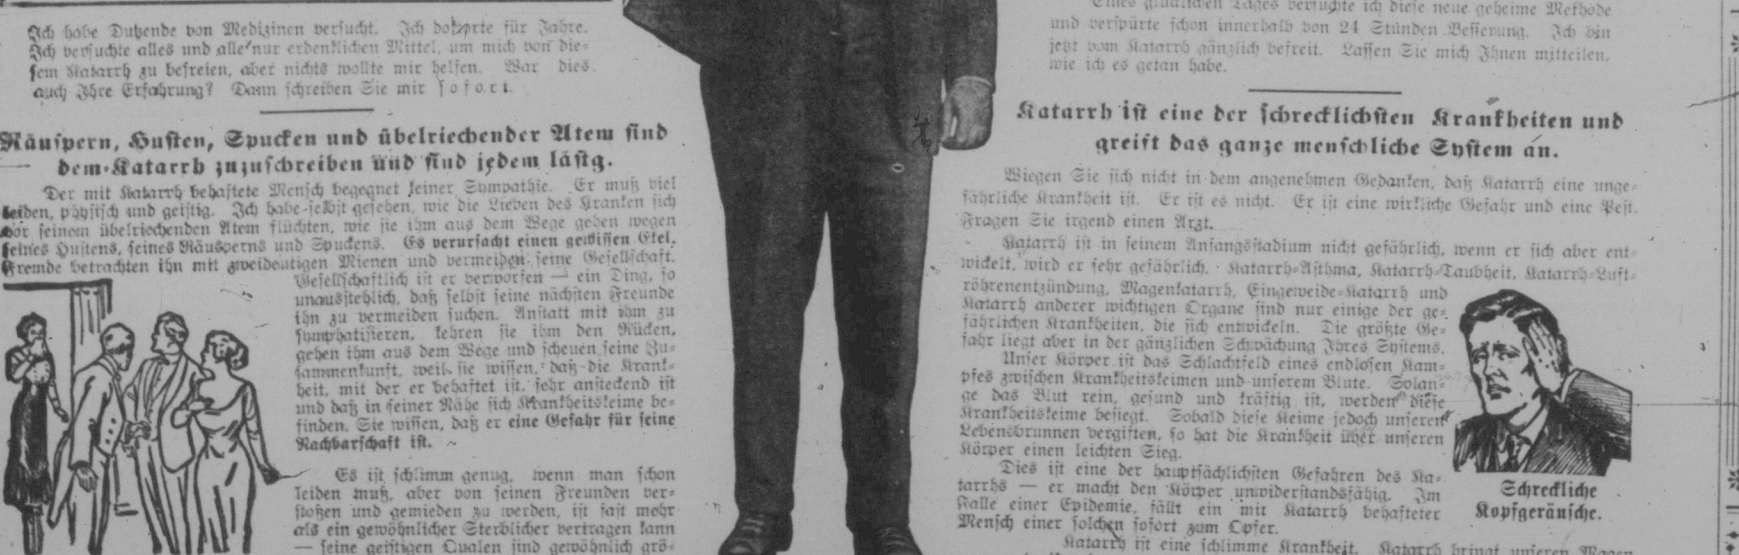 Ich habe Dutzende von Medizinen versucht. Ich doktorte für Jahre.
Ich versuchte alles und alle nur erdenklichen Mittel, um mich von die-
sem Katarrh zu befreien, aber nichts wollte mir helfen. War dies
auch Ihre Erfahrung? Dann schreiben Sie mir sofort.
Räuspern, Husten, Spucken und übelriechender Atem sind
dem Katarrh zuzuschreiben und sind jedem lästg.
Der mit Katarrh behaftete Mensch begegnet keiner Sympathie. Er muß viel
leiden, physisch und geistig. Ich habe selbst gesehen, wie die Lieben des Kranken sich
vor seinem übelriechenden Atem flüchten, wie sie ihm aus dem Wege gehen wegen
seines Hustens, seines Räusperns und Spuckens. Es verursacht einen gewissen Ekel.
Fremde betrachten ihn mit zweideutigen Mienen und vermeiden seine Gesellschaft.
Gesellschaftlich ist er verworfen — ein Ding, so
unausstehlich, daß selbst seine nächsten Freunde
ihn zu vermeiden suchen. Anstatt mit ihm zu
symphatisieren, kehren sie ihm den Rücken,
gehen ihm aus dem Wege und scheuen seine Zu-
sammenkunft, weil sie wissen, daß die Krank-
heit, mit der er behaftet ist, sehr ansteckend ist
und daß in seiner Nähe sich Krankheitskeime be-
finden. Sie wissen, daß er eine Gefahr für seine
Nachbarschaft ist.
Es ist schlimm genug, wenn man schon
leiden muß, aber von seinen Freunden ver-
stoßen und gemieden zu werden, ist fast mehr
als ein gewöhnlicher Sterblicher vertragen kann
— seine geistigen Qualen sind gewöhnlich grö-
Eines glücklichen Tages versuchte ich diese neue geheime Methode
und verspürte schon innerhalb von 24 Stunden Besserung. Ich bin
jetzt vom Katarrh gänzlich befreit. Lassen Sie mich Ihnen mitteilen,
wie ich es getan habe.
Katarrh ist eine der schrecklichsten Krankheiten und
greift das ganze menschliche System an.
Wiegen Sie sich nicht in dem angenehmen Gedanken, daß Katarrh eine unge-
fährliche Krankheit ist. Er ist es nicht. Er ist eine wirkliche Gefahr und eine Pest.
Fragen Sie irgend einen Arzt.
Katarrh ist in seinem Anfangsstadium nicht gefährlich, wenn er sich aber ent-
wickelt, wird er sehr gefährlich. Katarrh-Asthma, Katarrh-Taubheit, Katarrh-Luft-
röhrenentzündung, Magenkatarrh, Eingeweide-Katarrh und
Katarrh anderer wichtigen Organe sind nur einige der ge-
fährlichen Krankheiten, die sich entwickeln. Die größte Ge-
fahr liegt aber in der gänzlichen Schwächung Ihres Systems.
Unser Körper ist das Schlachtfeld eines endlosen Kam-
pfes zwischen Krankheitskeimen und unserem Blute. Solan-
ge das Blut rein, gesund und kräftig ist, werden diese
Krankheitskeime besiegt. Sobald diese Keime jedoch unseren
Lebensbrunnen vergiften, so hat die Krankheit über unseren
Körper einen leichten Sieg.
Dies ist eine der hauptsächlichsten Gefahren des Ka-
tarrhs — er macht den Körper unwiderstandsfähig. Im
Falle einer Epidemie, fällt ein mit Katarrh behafteter
Mensch einer solchen sofort zum Opfer.
Katarrh ist eine schlimme Krankheit. Katarrh bringt unseren Magen
Schreckliche
Kopfgeräusche.